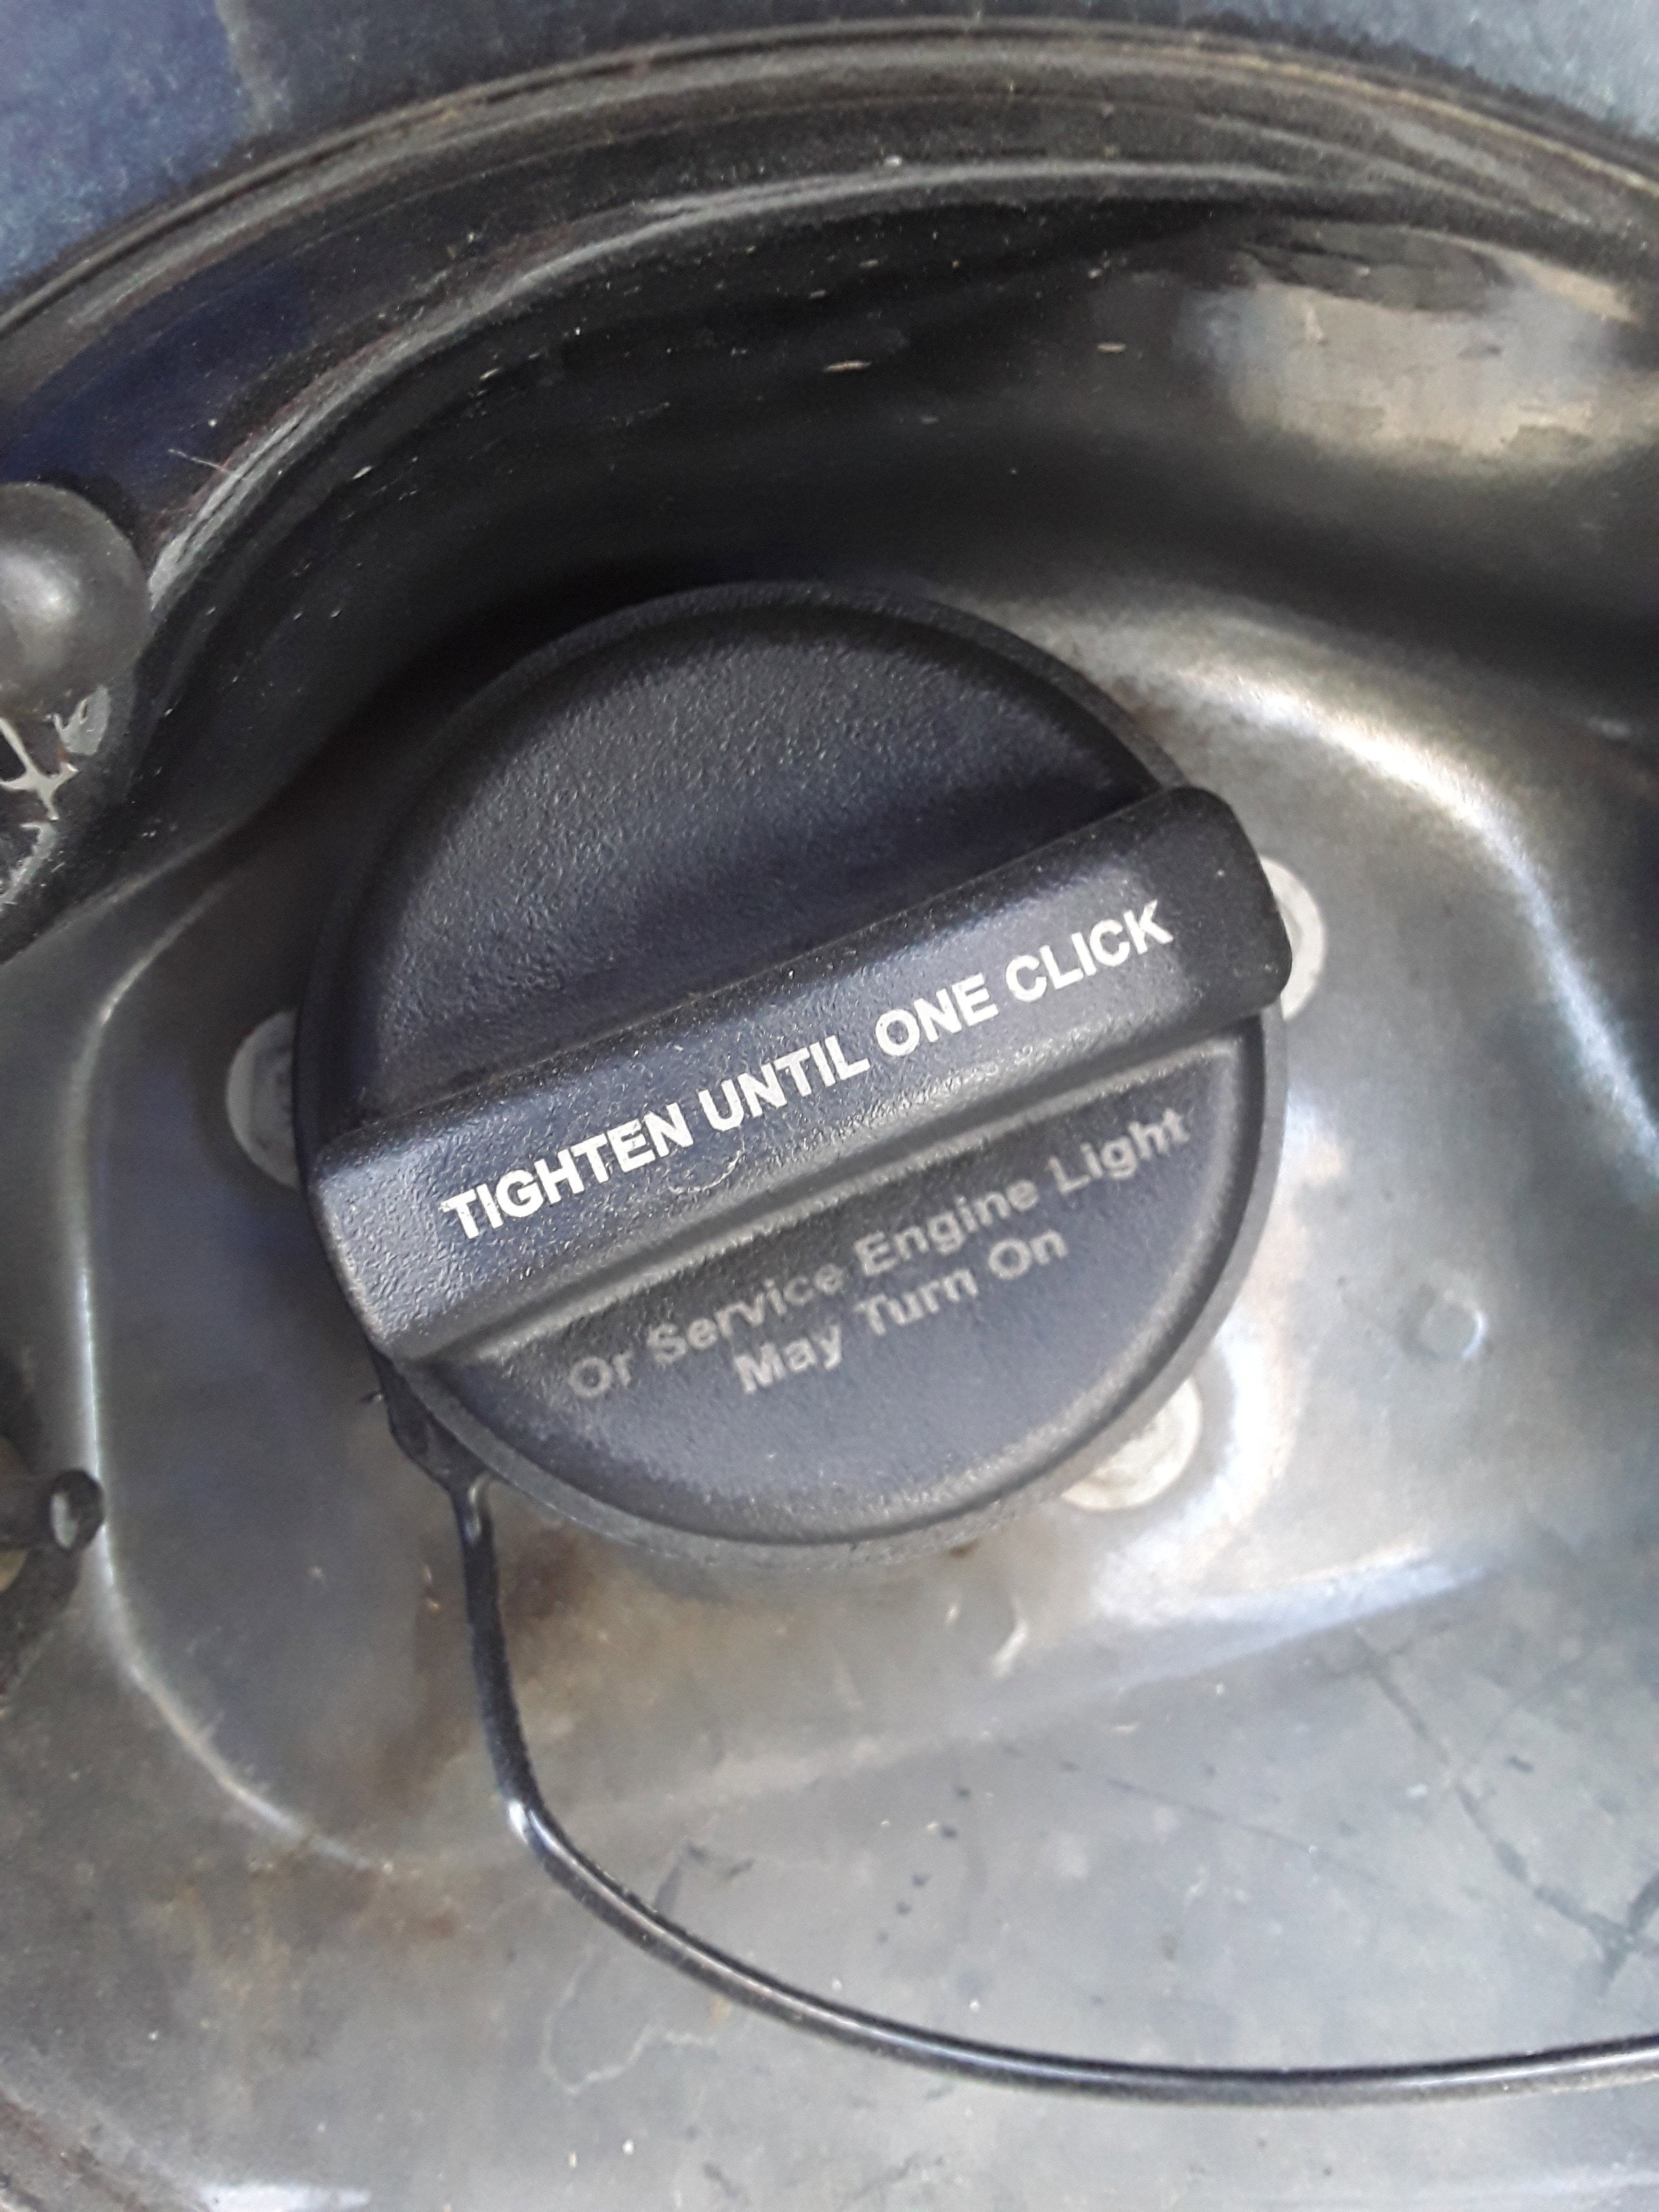 TIGHTEN UNTIL ONE CLICK
Or Service Engine Light
May Turn On